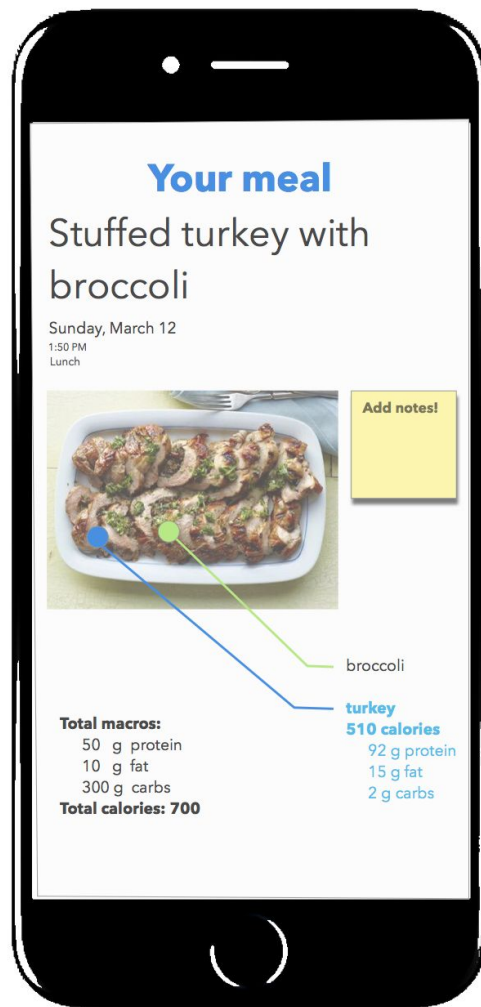 Your meal
Stuffed turkey with
broccoli
Sunday, March 12
1:50 PM
Lunch
Add notes!
broccoli
turkey
510 calories
92 g protein
15 g fat
2 g carbs
Total macros:
50 g protein
10 g fat
300 g carbs
Total calories: 700